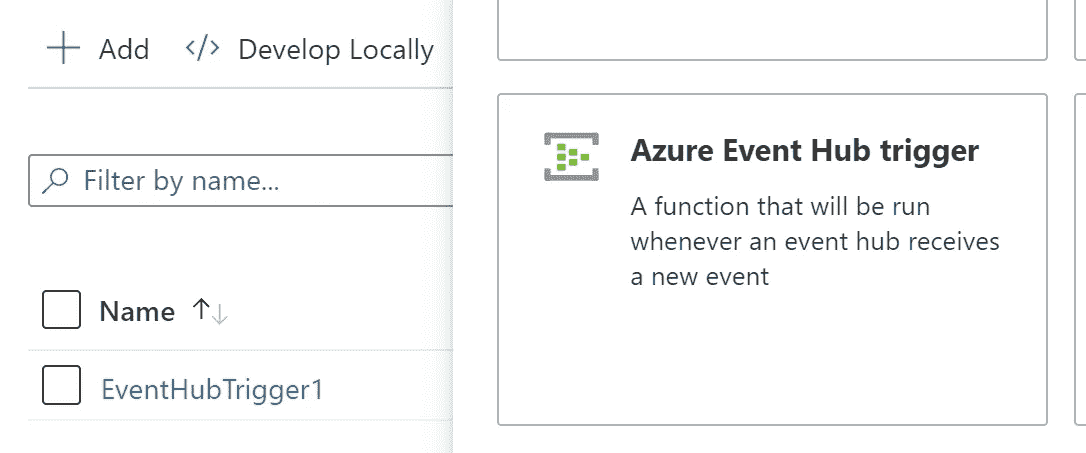 Add </> Develop Locally
Filter by name...
Name ↑↓
EventHubTrigger1
Azure Event Hub trigger
A function that will be run
whenever an event hub receives
a new event